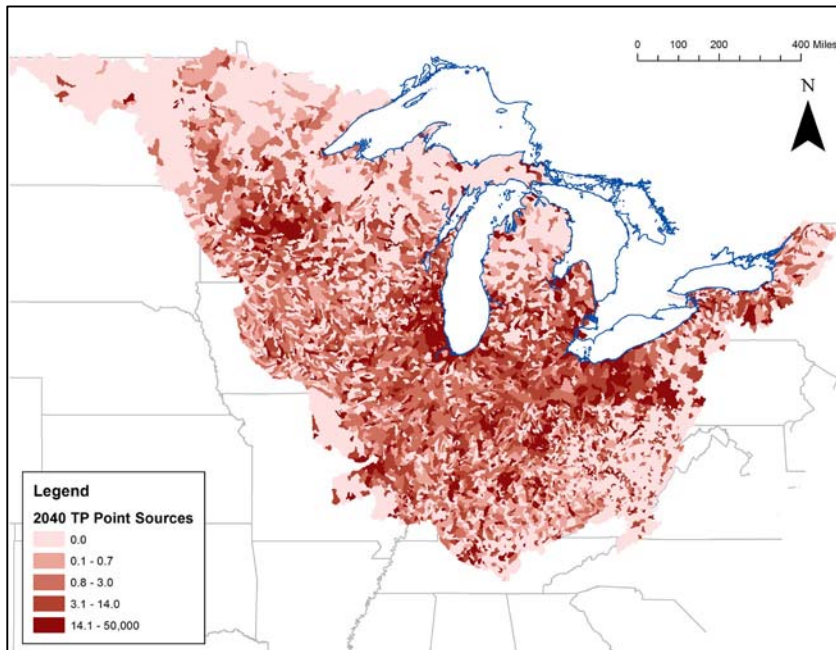 0 100 200 400 Miles
N
Legend
2040 TP Point Sources
0.0
0.1 - 0.7
0.8 - 3.0
3.1 - 14.0
14.1 - 50,000